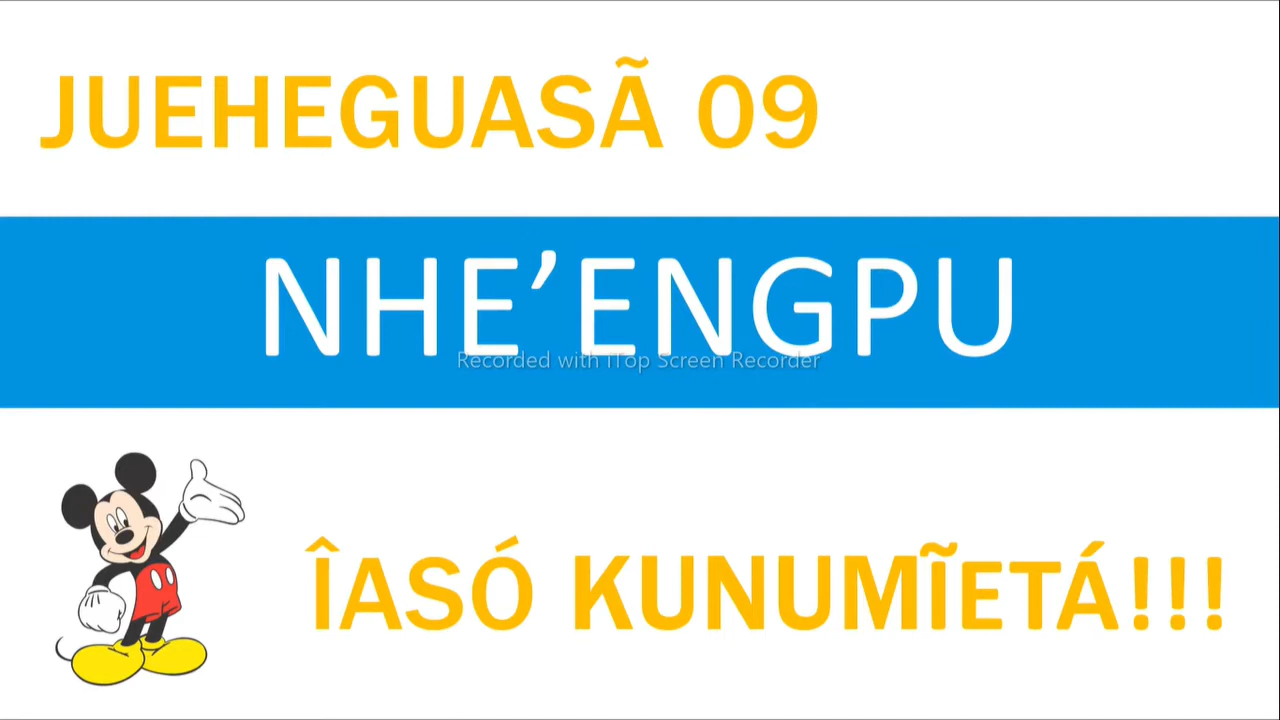 JUEHEGUASÃ 09
NHE’ENGPU
Recorded with iTop Screen Recorder
ÎASÓ KUNUMĨETÁ!!!